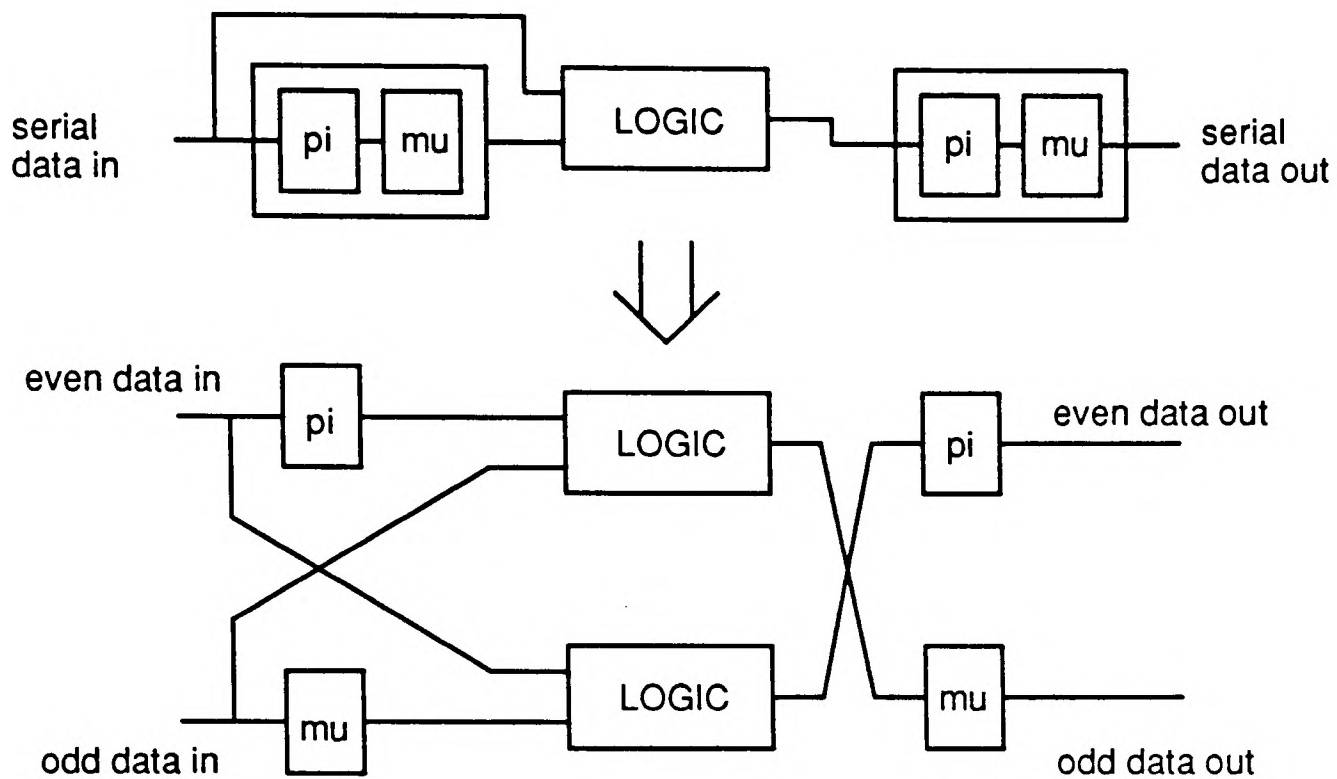 serial
data in
pi
mu
LOGIC
pi
mu
serial
data out
even data in
pi
LOGIC
pi
even data out
odd data in
mu
LOGIC
mu
odd data out